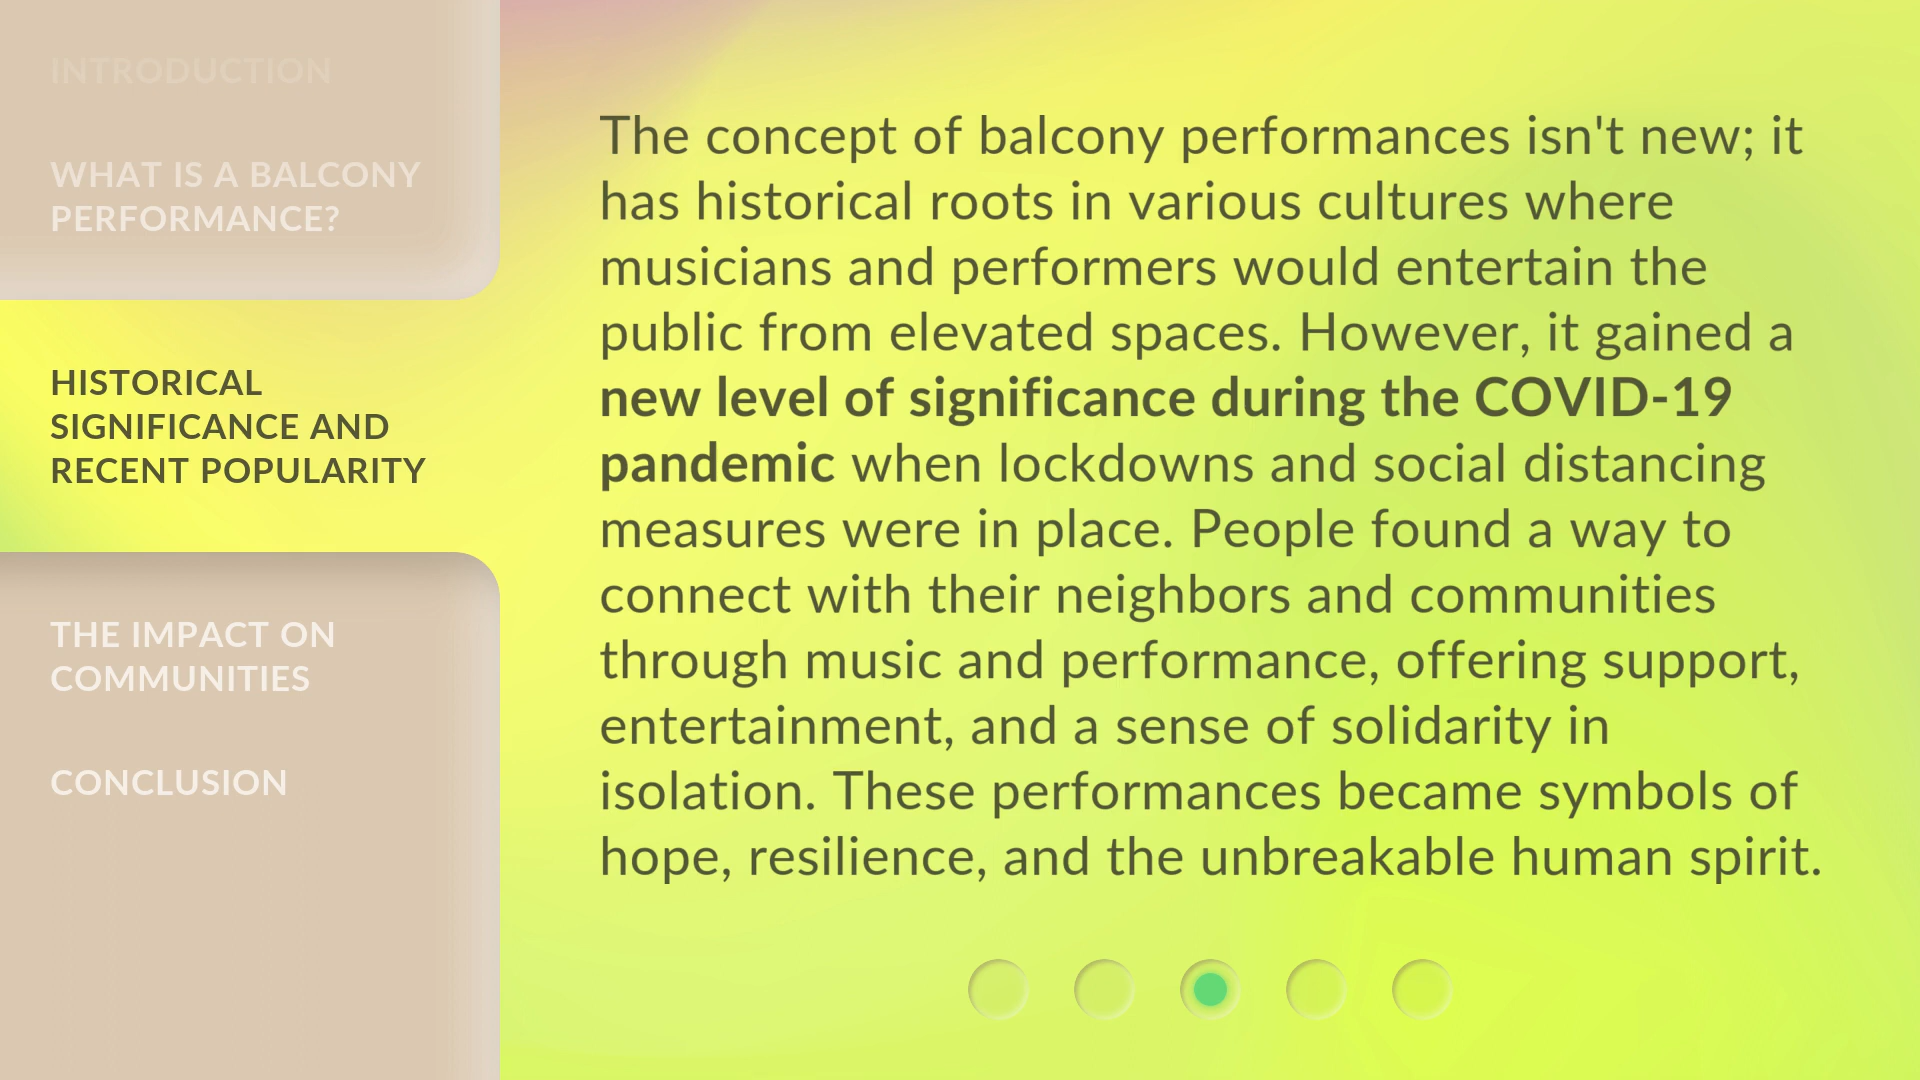 INTRODUCTION
WHAT IS A BALCONY
PERFORMANCE?
HISTORICAL
SIGNIFICANCE AND
RECENT POPULARITY
THE IMPACT ON
COMMUNITIES
CONCLUSION
The concept of balcony performances isn't new; it
has historical roots in various cultures where
musicians and performers would entertain the
public from elevated spaces. However, it gained a
new level of significance during the COVID-19
pandemic when lockdowns and social distancing
measures were in place. People found a way to
connect with their neighbors and communities
through music and performance, offering support,
entertainment, and a sense of solidarity in
isolation. These performances became symbols of
hope, resilience, and the unbreakable human spirit.